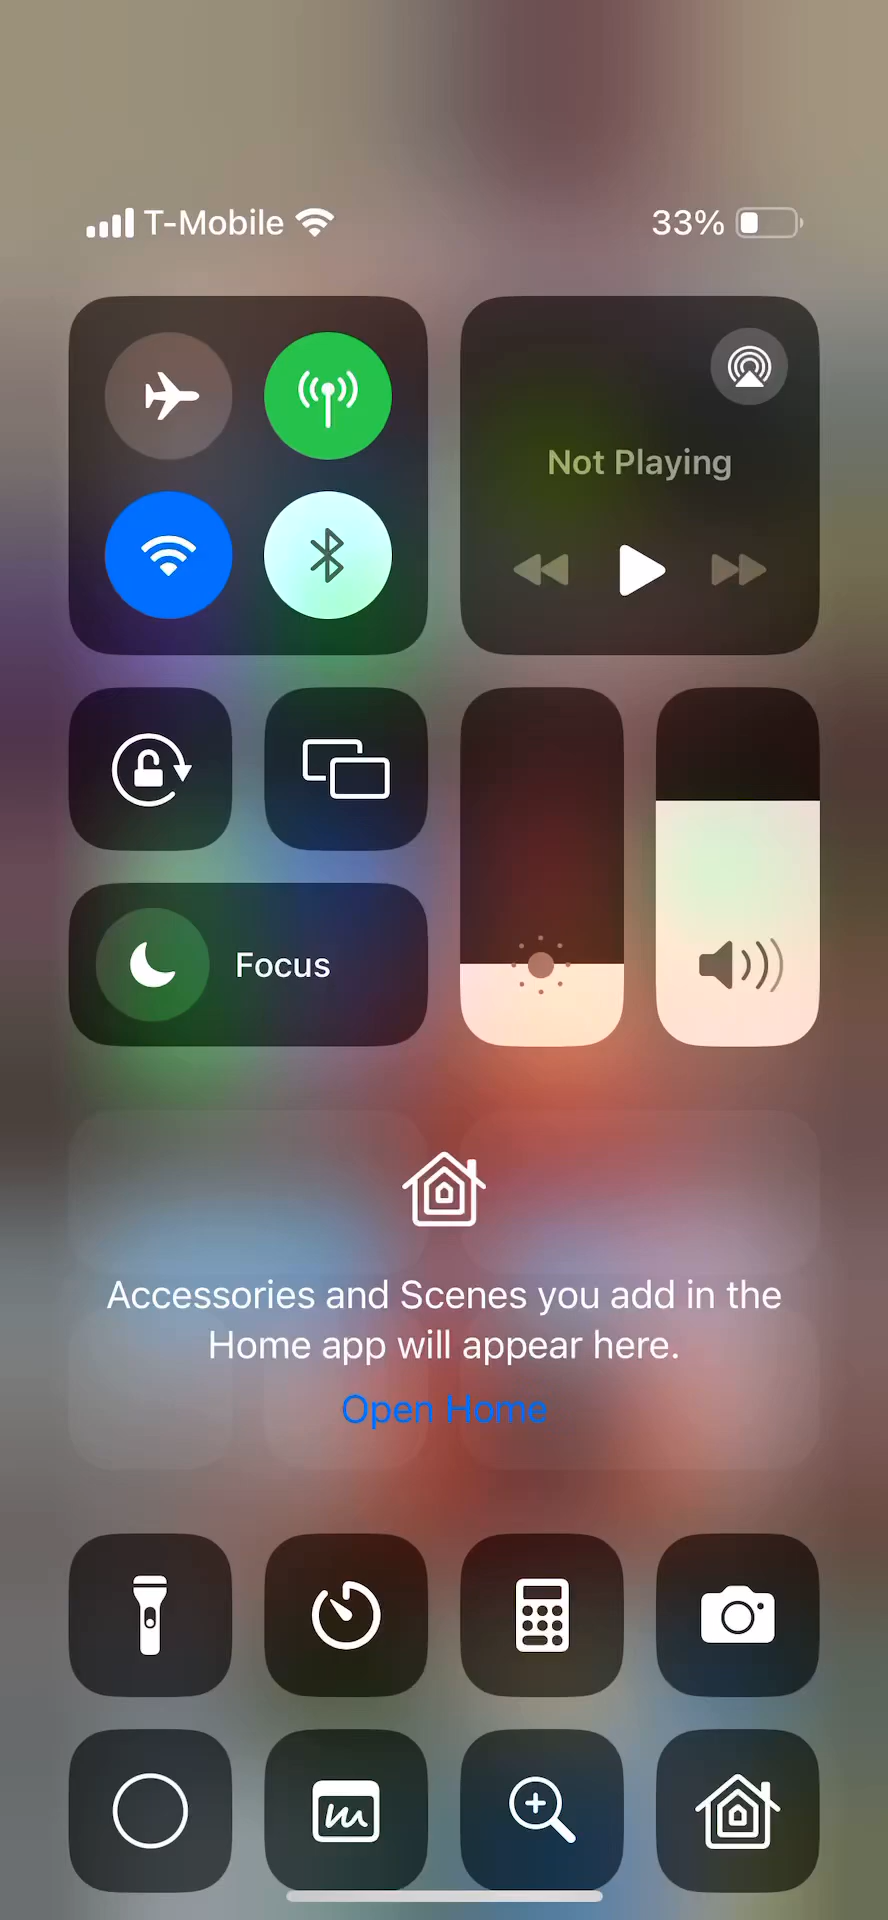 T-Mobile
33%
Not Playing
Focus
Accessories and Scenes you add in the
Home app will appear here.
Open Home